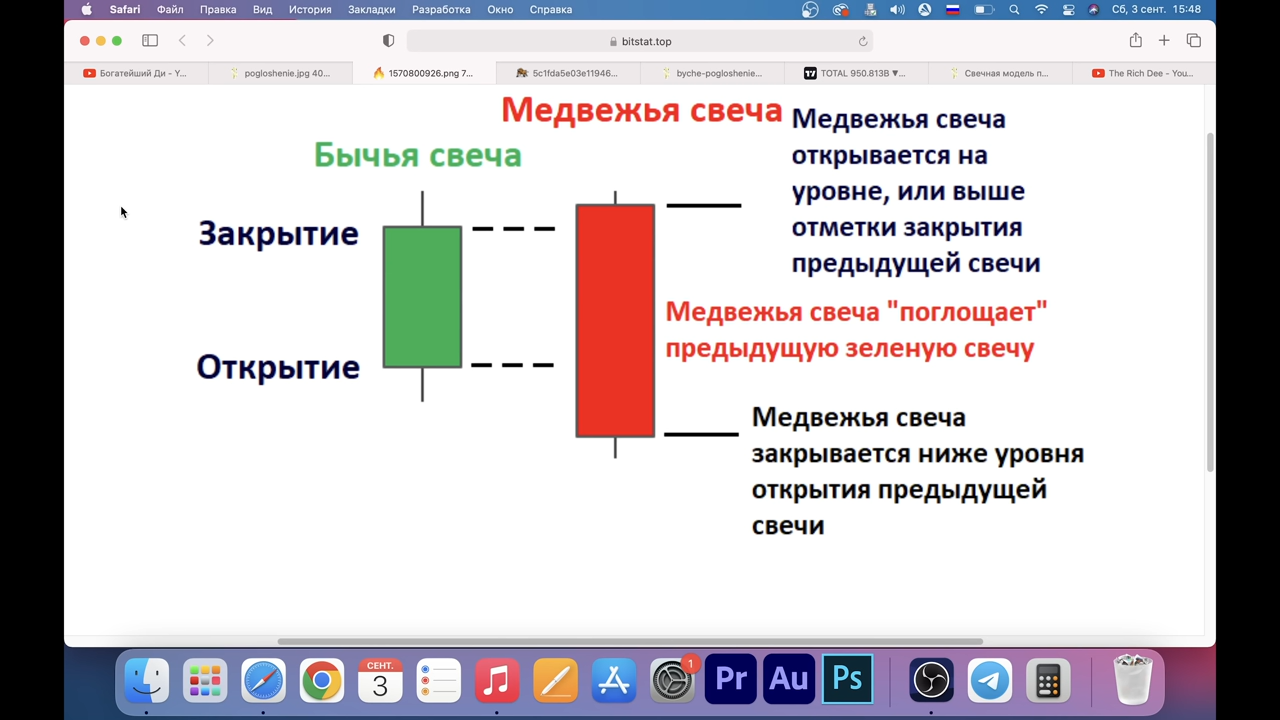 Safari Файл Правка Вид История Закладки Разработка Окно Справка Сб, 3 сент. 15:48
bitstat.top
Богатейший Ди - Y... pogloshenie.jpg 40... 1570800926.png 7... 5c1fda5e03e11946... byche-pogloshenie... TOTAL 950.813B ▼... Свечная модель п... The Rich Dee - You...
Медвежья свеча
Бычья свеча
Закрытие
Открытие
Медвежья свеча
открывается на
уровне, или выше
отметки закрытия
предыдущей свечи
Медвежья свеча "поглощает"
предыдущую зеленую свечу
Медвежья свеча
закрывается ниже уровня
открытия предыдущей
свечи
СЕНТ.
3
1
Pr Au Ps